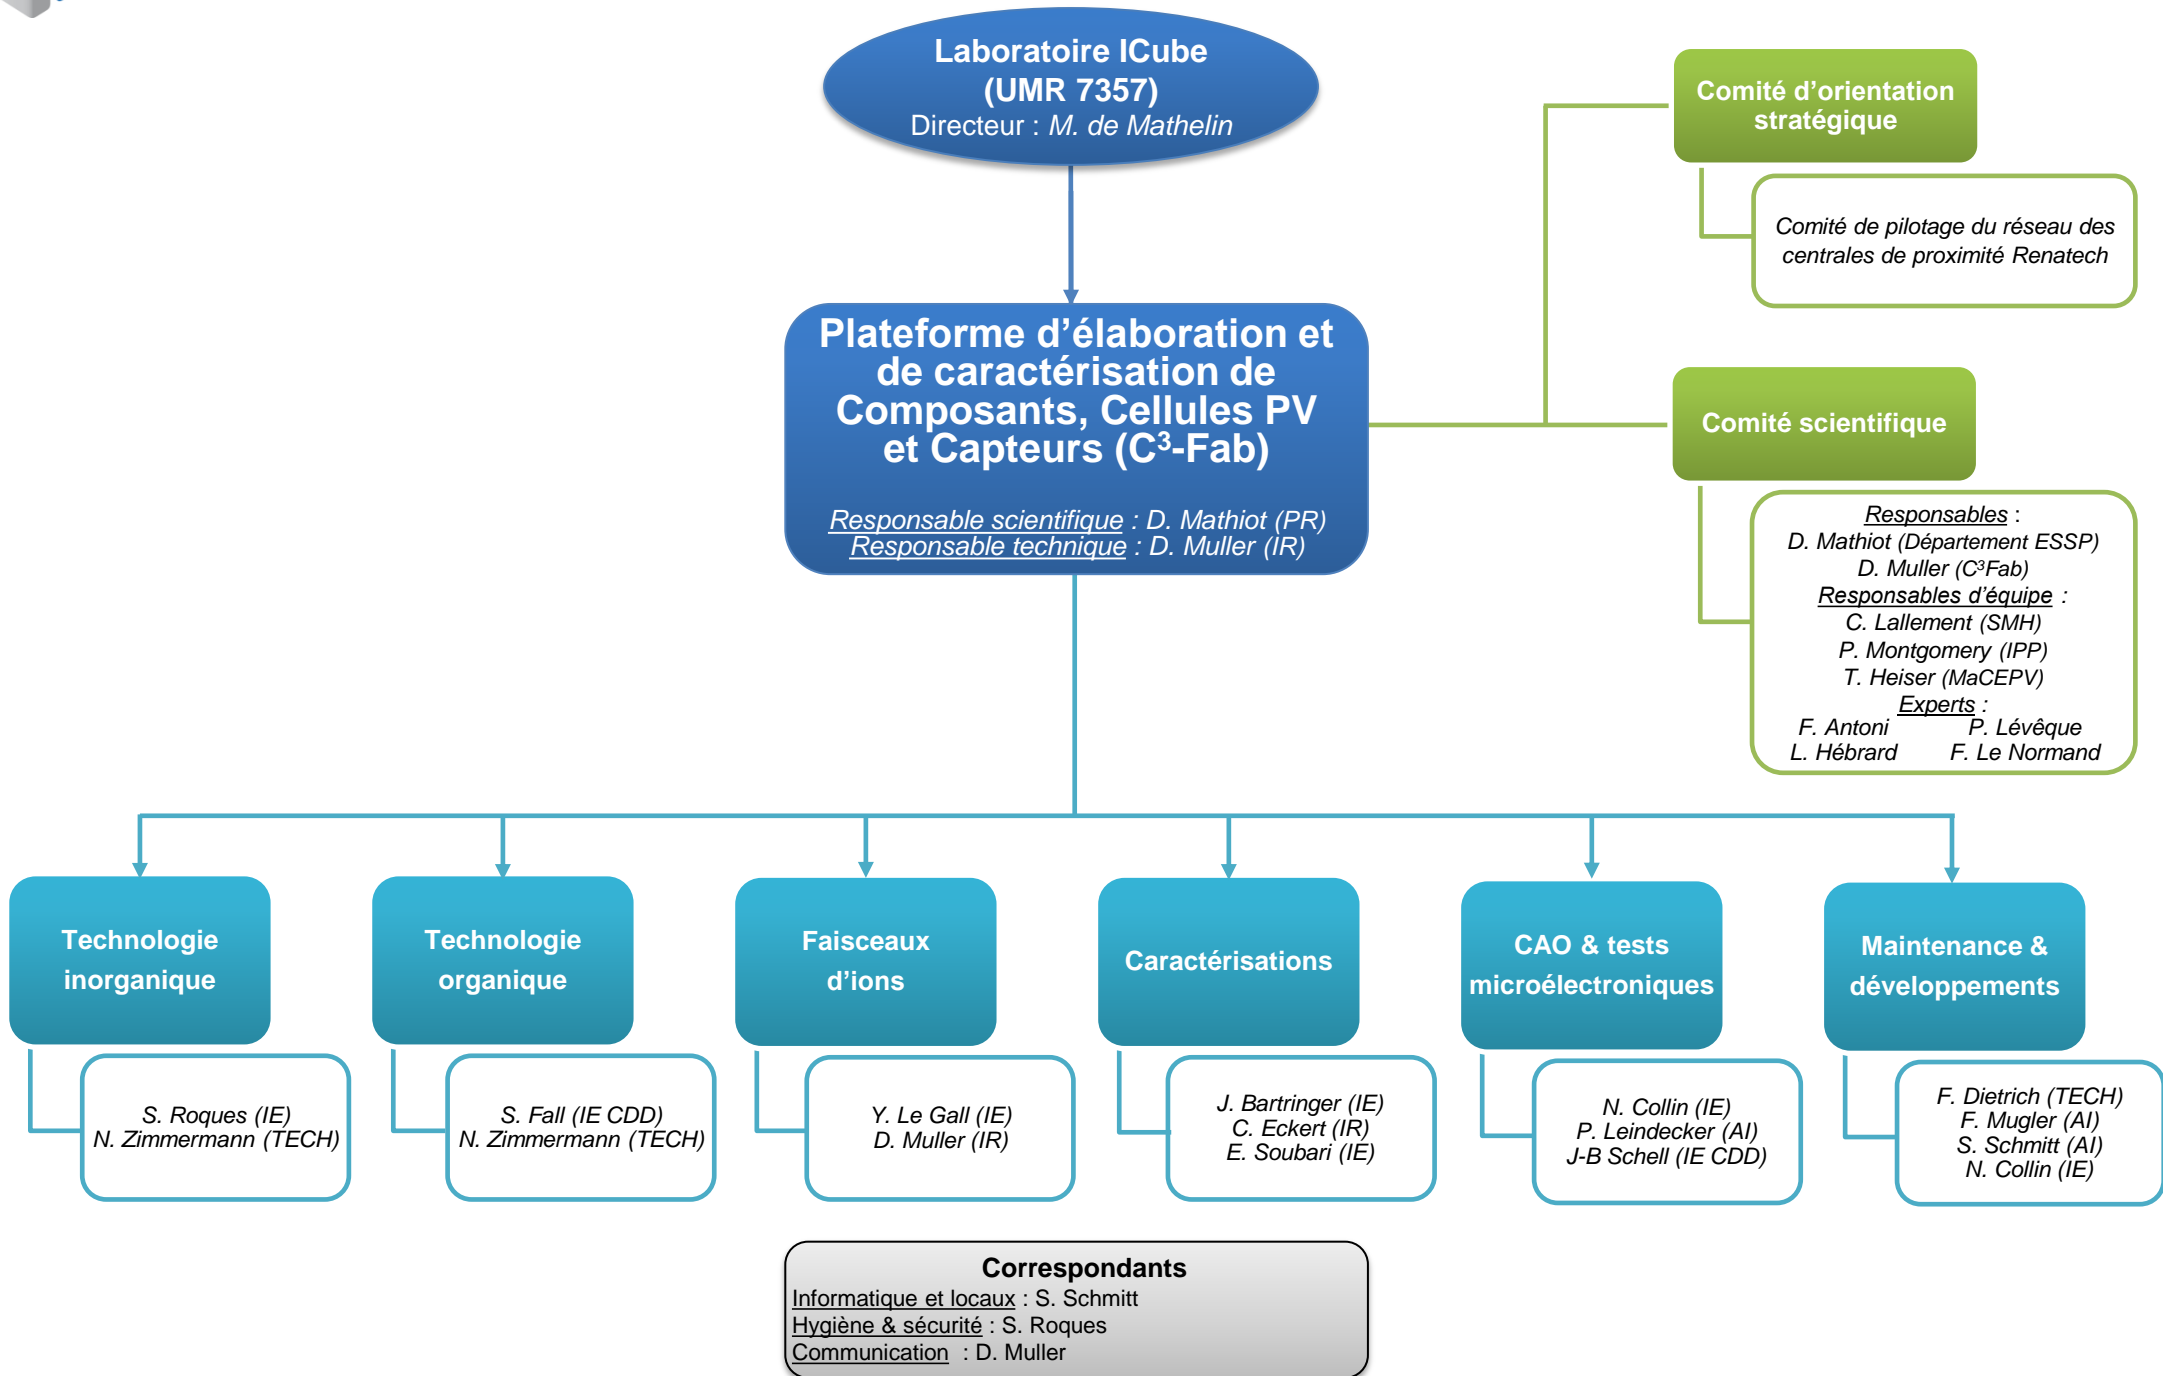 Laboratoire ICube
(UMR 7357)
Directeur : M. de Mathelin
Comité d’orientation
stratégique
Comité de pilotage du réseau des
centrales de proximité Renatech
Plateforme d’élaboration et
de caractérisation de
Composants, Cellules PV
et Capteurs (C³-Fab)
Responsable scientifique : D. Mathiot (PR)
Responsable technique : D. Muller (IR)
Comité scientifique
Responsables :
D. Mathiot (Département ESSP)
D. Muller (C³Fab)
Responsables d’équipe :
C. Lallement (SMH)
P. Montgomery (IPP)
T. Heiser (MaCEPV)
Experts :
F. Antoni P. Lévêque
L. Hébrard F. Le Normand
Technologie
inorganique
S. Roques (IE)
N. Zimmermann (TECH)
Technologie
organique
S. Fall (IE CDD)
N. Zimmermann (TECH)
Faisceaux
d’ions
Y. Le Gall (IE)
D. Muller (IR)
Caractérisations
J. Bartringer (IE)
C. Eckert (IR)
E. Soubari (IE)
CAO & tests
microélectroniques
N. Collin (IE)
P. Leindecker (AI)
J-B Schell (IE CDD)
Maintenance &
développements
F. Dietrich (TECH)
F. Mugler (AI)
S. Schmitt (AI)
N. Collin (IE)
Correspondants
Informatique et locaux : S. Schmitt
Hygiène & sécurité : S. Roques
Communication : D. Muller